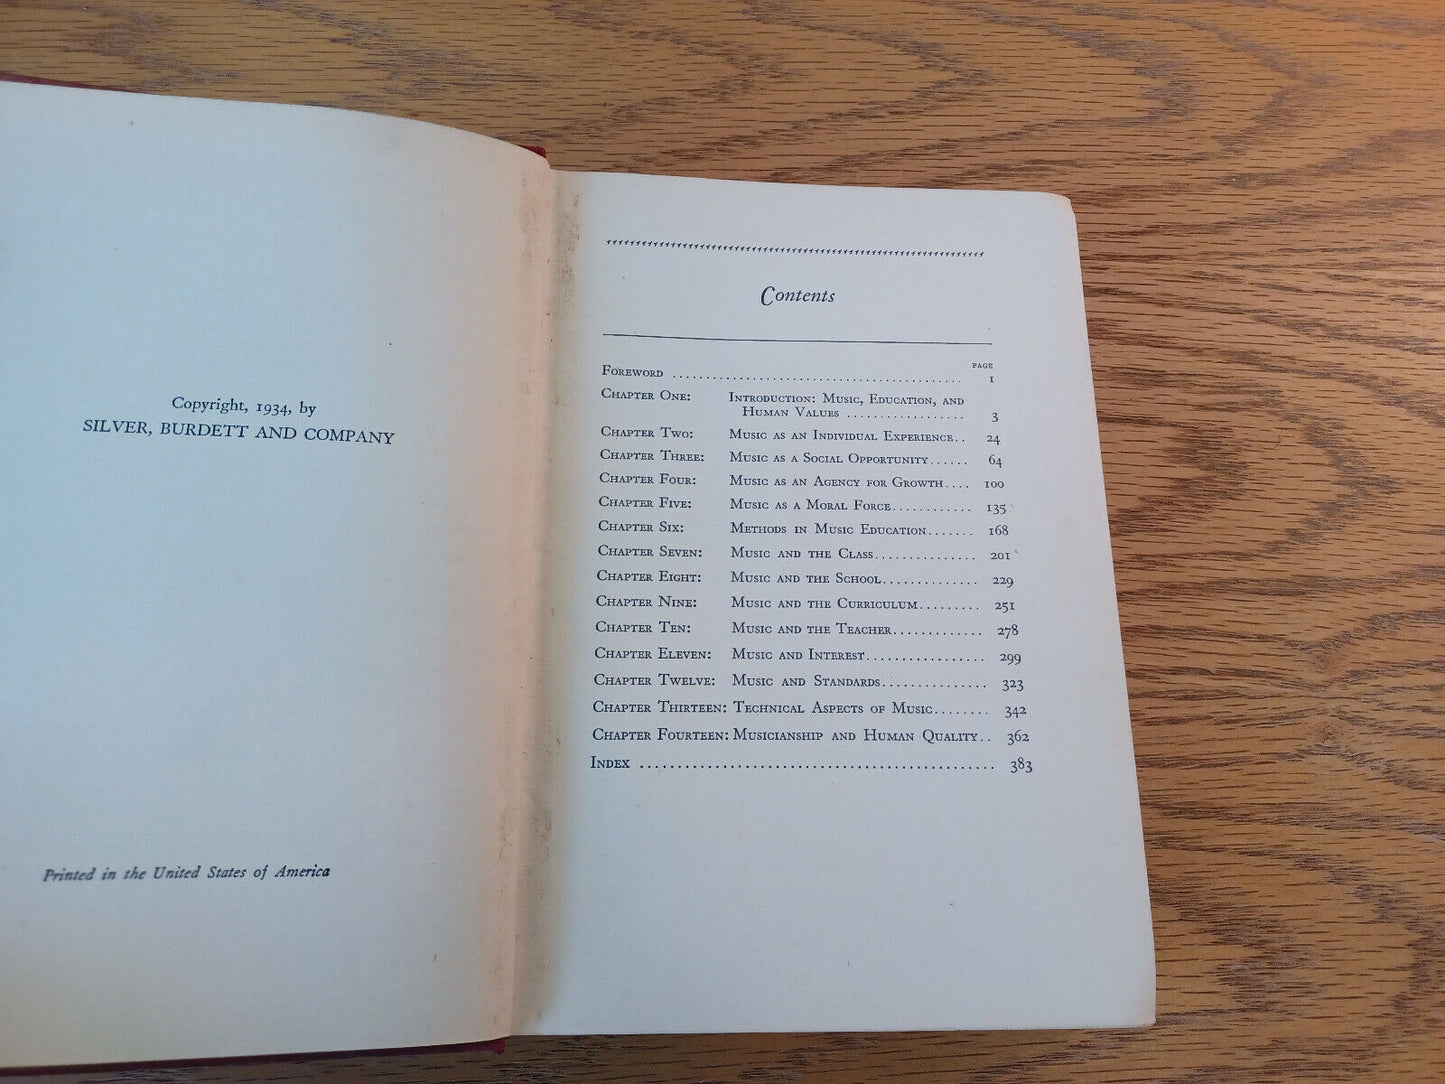 Copyright, 1934, by
SILVER, BURDETT AND COMPANY
Printed in the United States of America
Contents
PAGE
FOREWORD .......................................... 1
CHAPTER ONE: INTRODUCTION: MUSIC, EDUCATION, AND
HUMAN VALUES ................. 3
CHAPTER TWO: MUSIC AS AN INDIVIDUAL EXPERIENCE.. 24
CHAPTER THREE: MUSIC AS A SOCIAL OPPORTUNITY...... 64
CHAPTER FOUR: MUSIC AS AN AGENCY FOR GROWTH.... 100
CHAPTER FIVE: MUSIC AS A MORAL FORCE............ 135
CHAPTER SIX: METHODS IN MUSIC EDUCATION....... 168
CHAPTER SEVEN: MUSIC AND THE CLASS............... 201
CHAPTER EIGHT: MUSIC AND THE SCHOOL.............. 229
CHAPTER NINE: MUSIC AND THE CURRICULUM......... 251
CHAPTER TEN: MUSIC AND THE TEACHER............. 278
CHAPTER ELEVEN: MUSIC AND INTEREST................. 299
CHAPTER TWELVE: MUSIC AND STANDARDS............... 323
CHAPTER THIRTEEN: TECHNICAL ASPECTS OF MUSIC........ 342
CHAPTER FOURTEEN: MUSICIANSHIP AND HUMAN QUALITY.. 362
INDEX ............................................... 383